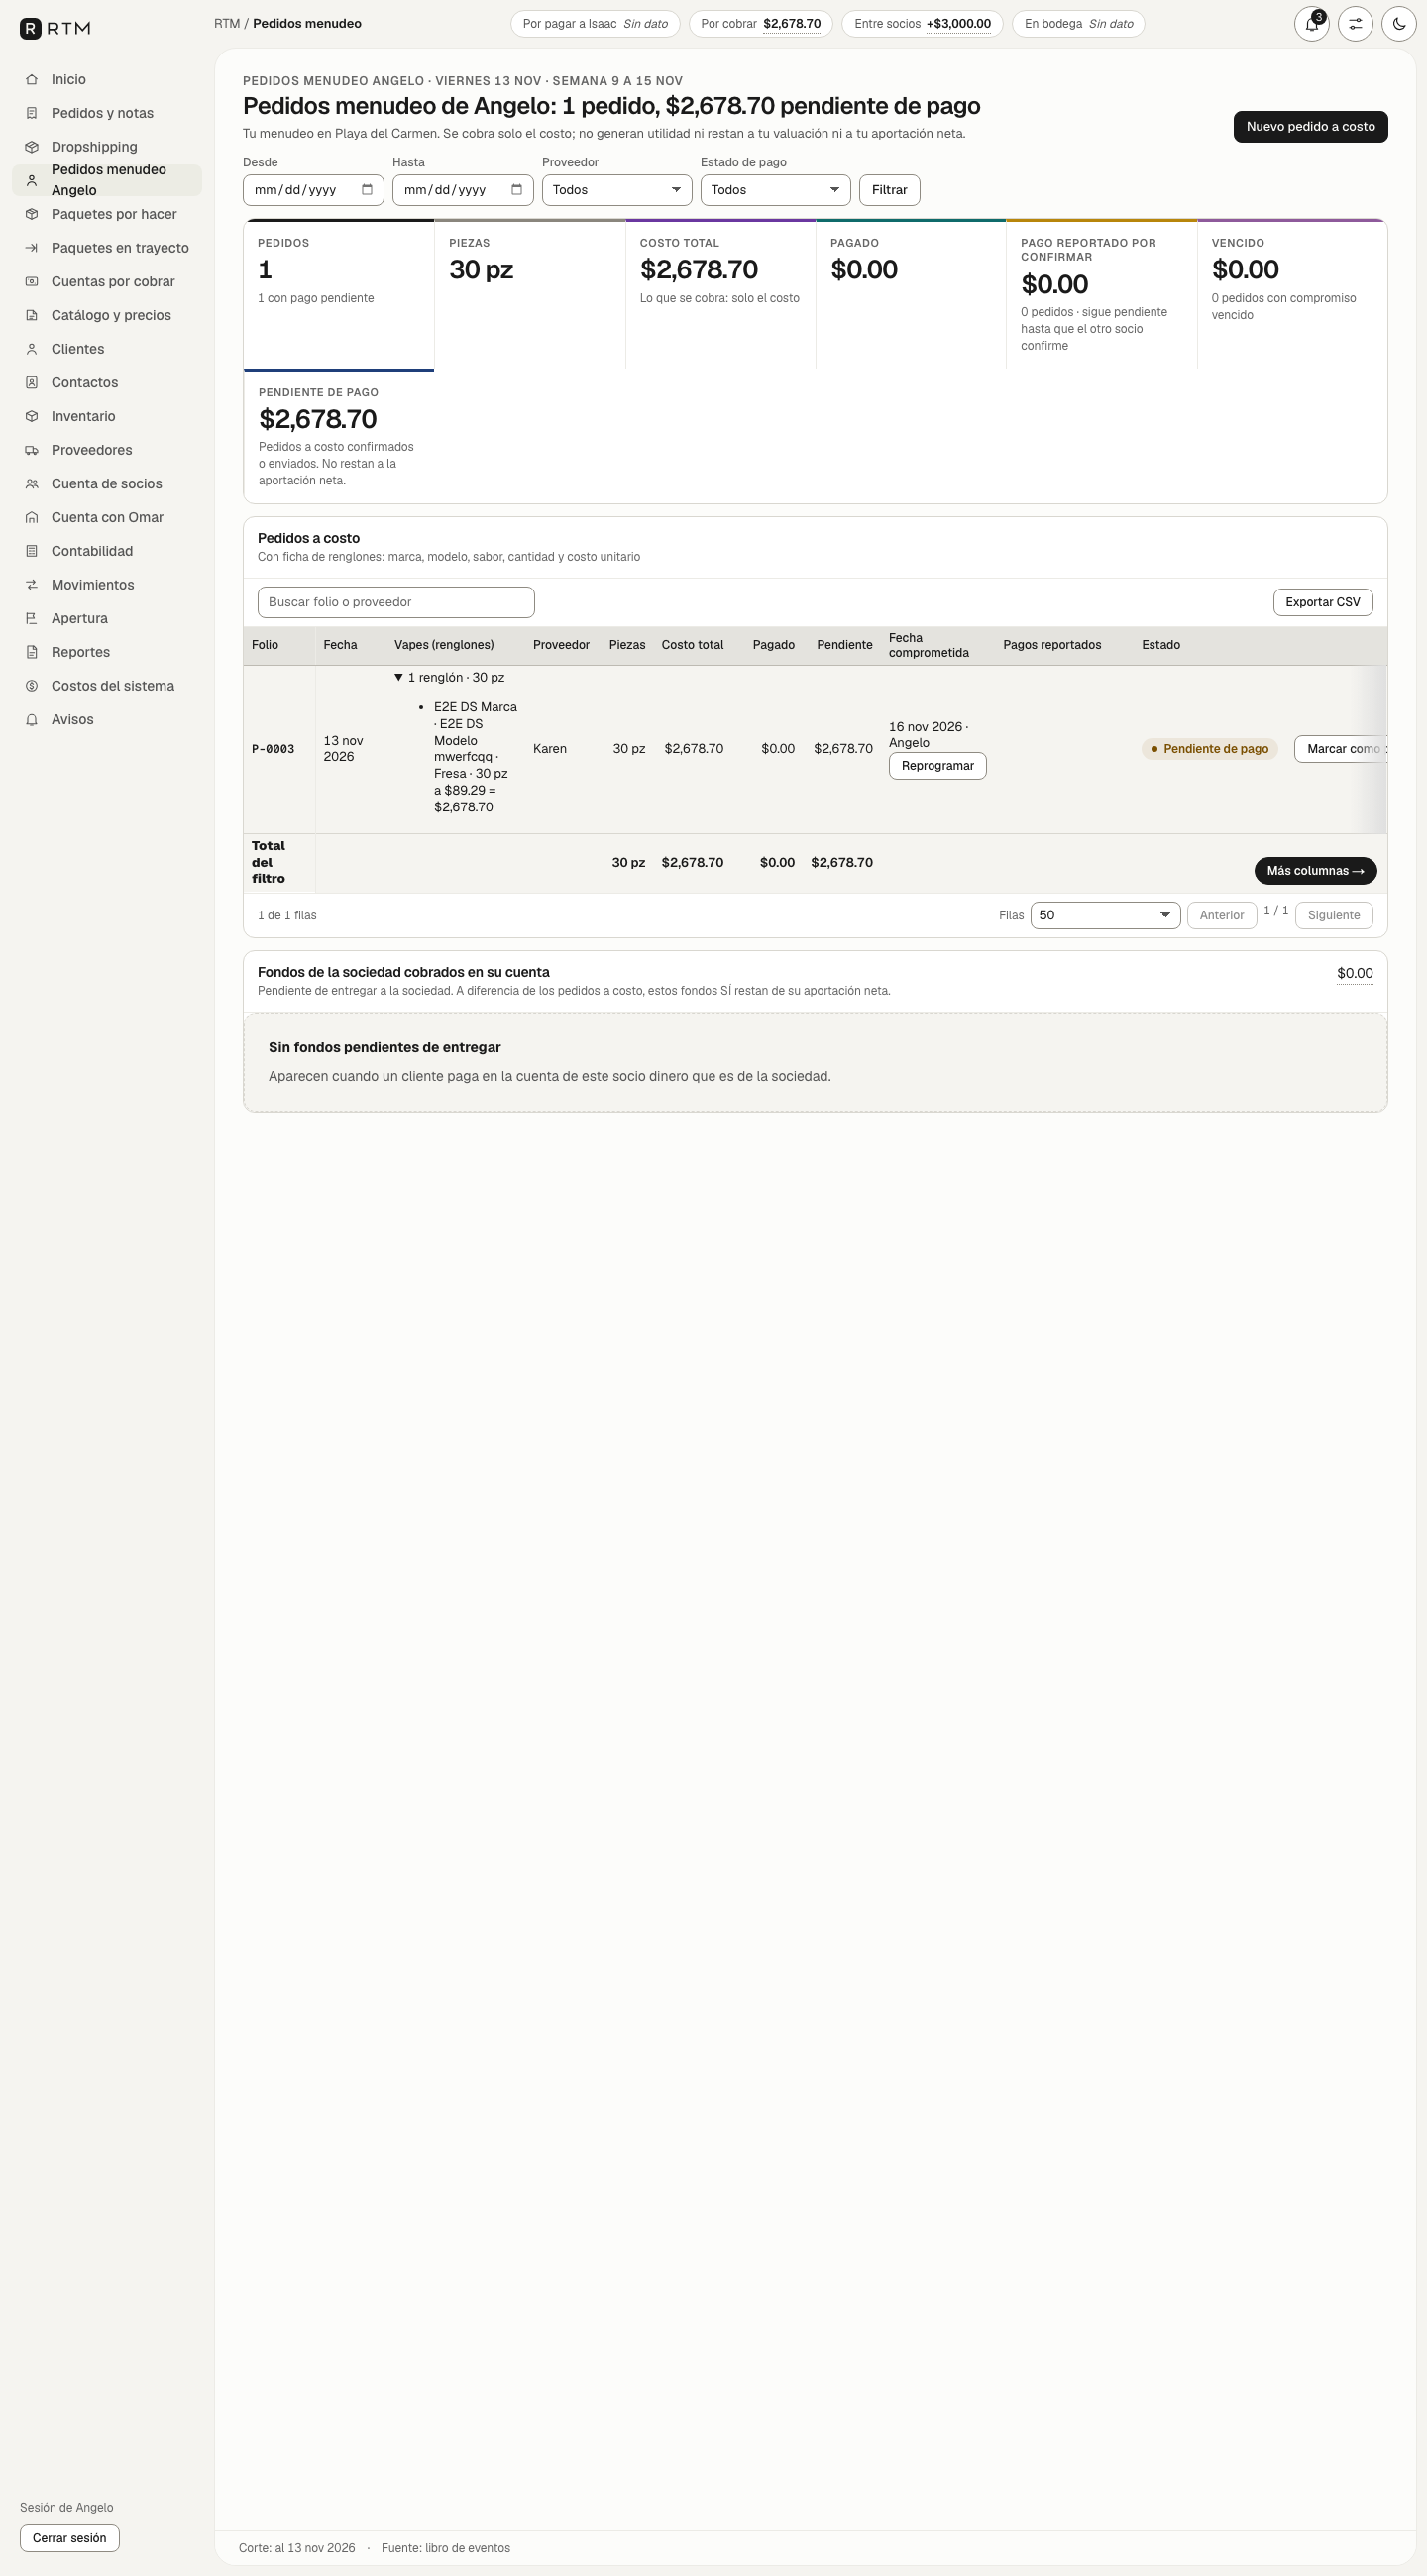 R RTM
RTM / Pedidos menudeo
Por pagar a Isaac Sin dato
Por cobrar $2,678.70
Entre socios +$3,000.00
En bodega Sin dato
3
Inicio
Pedidos y notas
Dropshipping
Pedidos menudeo
Angelo
Paquetes por hacer
Paquetes en trayecto
Cuentas por cobrar
Catálogo y precios
Clientes
Contactos
Inventario
Proveedores
Cuenta de socios
Cuenta con Omar
Contabilidad
Movimientos
Apertura
Reportes
Costos del sistema
Avisos
Sesión de Angelo
Cerrar sesión
PEDIDOS MENUDEO ANGELO · VIERNES 13 NOV · SEMANA 9 A 15 NOV
Pedidos menudeo de Angelo: 1 pedido, $2,678.70 pendiente de pago
Tu menudeo en Playa del Carmen. Se cobra solo el costo; no generan utilidad ni restan a tu valuación ni a tu aportación neta.
Nuevo pedido a costo
Desde Hasta Proveedor Estado de pago
mm/dd/yyyy mm/dd/yyyy Todos Todos Filtrar
PEDIDOS
1
1 con pago pendiente
PIEZAS
30 pz
COSTO TOTAL
$2,678.70
Lo que se cobra: solo el costo
PAGADO
$0.00
PAGO REPORTADO POR
CONFIRMAR
$0.00
0 pedidos · sigue pendiente
hasta que el otro socio
confirme
VENCIDO
$0.00
0 pedidos con compromiso
vencido
PENDIENTE DE PAGO
$2,678.70
Pedidos a costo confirmados
o enviados. No restan a la
aportación neta.
Pedidos a costo
Con ficha de renglones: marca, modelo, sabor, cantidad y costo unitario
Buscar folio o proveedor
Exportar CSV
Folio Fecha Vapes (renglones) Proveedor Piezas Costo total Pagado Pendiente Fecha comprometida Pagos reportados Estado
P-0003
13 nov
2026
▼ 1 renglón · 30 pz
• E2E DS Marca
· E2E DS
Modelo
mwerfcqq ·
Fresa · 30 pz
a $89.29 =
$2,678.70
Karen 30 pz $2,678.70 $0.00 $2,678.70
16 nov 2026 ·
Angelo
Reprogramar
Pendiente de pago
Marcar como
Total
del
filtro
30 pz $2,678.70 $0.00 $2,678.70
Más columnas →
1 de 1 filas
Filas 50 Anterior 1 / 1 Siguiente
Fondos de la sociedad cobrados en su cuenta
$0.00
Pendiente de entregar a la sociedad. A diferencia de los pedidos a costo, estos fondos SÍ restan de su aportación neta.
Sin fondos pendientes de entregar
Aparecen cuando un cliente paga en la cuenta de este socio dinero que es de la sociedad.
Corte: al 13 nov 2026 · Fuente: libro de eventos